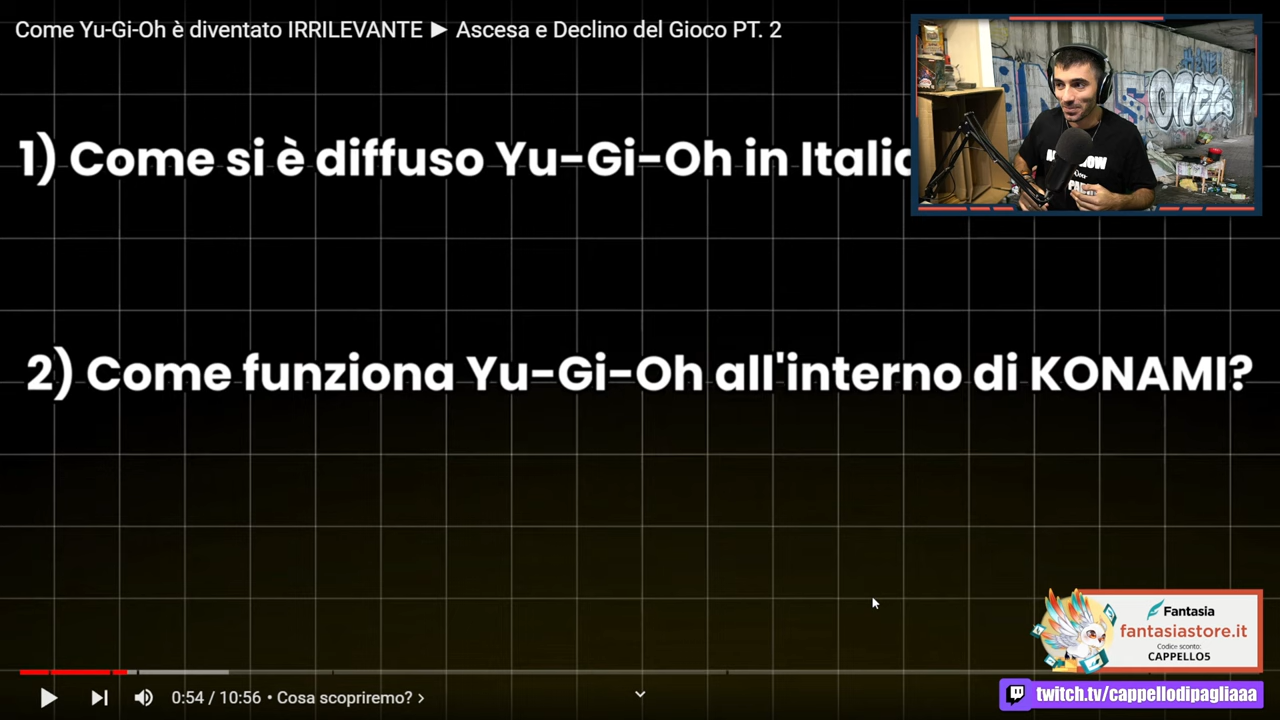 Come Yu-Gi-Oh è diventato IRRILEVANTE ► Ascesa e Declino del Gioco PT. 2
1) Come si è diffuso Yu-Gi-Oh in Italia
2) Come funziona Yu-Gi-Oh all'interno di KONAMI?
Fantasia
fantasiastore.it
Codice sconto:
CAPPELLO5
0:54 / 10:56 • Cosa scopriremo? ›
twitch.tv/cappellodipagliaaa